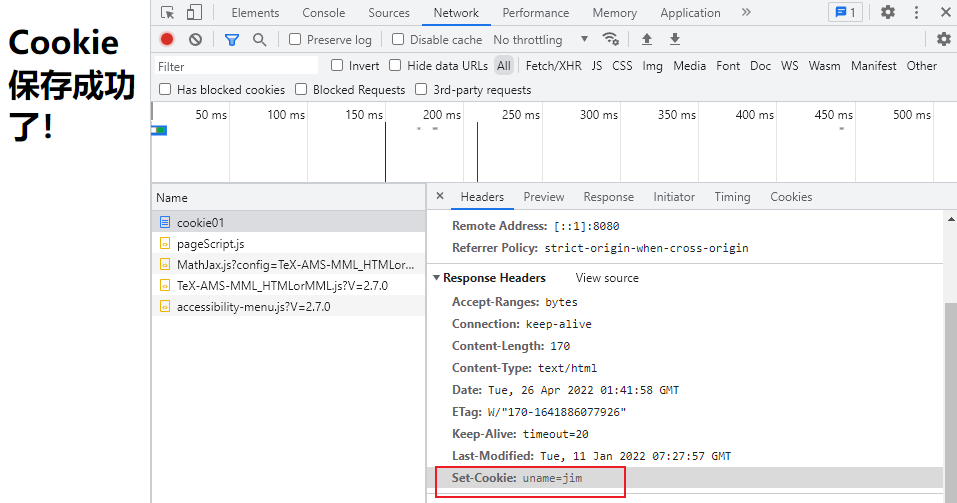 Cookie
保存成功
了！
Elements Console Sources Network Performance Memory Application 1
Preserve log Disable cache No throttling
Filter Invert Hide data URLs All Fetch/XHR JS CSS Img Media Font Doc WS Wasm Manifest Other
Has blocked cookies Blocked Requests 3rd-party requests
50 ms 100 ms 150 ms 200 ms 250 ms 300 ms 350 ms 400 ms 450 ms 500 ms
Name
cookie01
pageScript.js
MathJax.js?config=TeX-AMS-MML_HTMLor...
TeX-AMS-MML_HTMLorMML.js?V=2.7.0
accessibility-menu.js?V=2.7.0
Headers Preview Response Initiator Timing Cookies
Remote Address: [::1]:8080
Referrer Policy: strict-origin-when-cross-origin
Response Headers View source
Accept-Ranges: bytes
Connection: keep-alive
Content-Length: 170
Content-Type: text/html
Date: Tue, 26 Apr 2022 01:41:58 GMT
ETag: W/"170-1641886077926"
Keep-Alive: timeout=20
Last-Modified: Tue, 11 Jan 2022 07:27:57 GMT
Set-Cookie: uname=jim